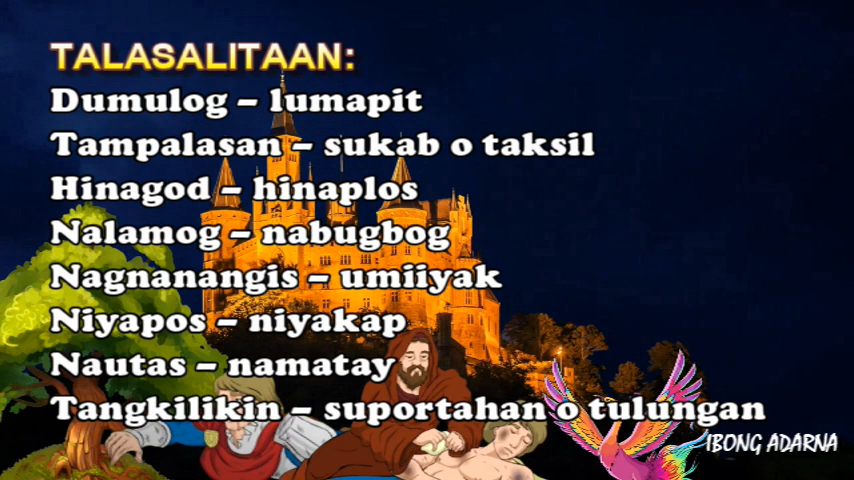 TALASALITAAN:
Dumulog – lumapit
Tampalasan – sukab o taksil
Hinagod – hinaplos
Nalamog – nabugbog
Nagnanangis – umiiyak
Niyapos – niyakap
Nautas – namatay
Tangkilikin – suportahan o tulungan
IBONG ADARNA